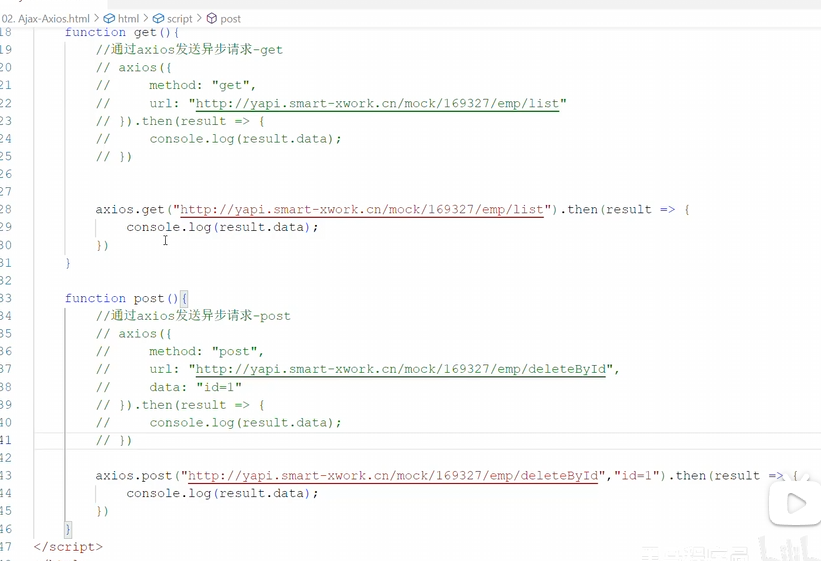 02. Ajax-Axios.html > html > script > post
18 function get(){
19 //通过axios发送异步请求-get
20 // axios({
21 // method: "get",
22 // url: "http://yapi.smart-xwork.cn/mock/169327/emp/list"
23 // }).then(result => {
24 // console.log(result.data);
25 // })
26
27
28 axios.get("http://yapi.smart-xwork.cn/mock/169327/emp/list").then(result => {
29 console.log(result.data);
30 })
31 }
32
33 function post(){
34 //通过axios发送异步请求-post
35 // axios({
36 // method: "post",
37 // url: "http://yapi.smart-xwork.cn/mock/169327/emp/deleteById",
38 // data: "id=1"
39 // }).then(result => {
40 // console.log(result.data);
41 // })
42
43 axios.post("http://yapi.smart-xwork.cn/mock/169327/emp/deleteById","id=1").then(result => {
44 console.log(result.data);
45 })
46 }
47 </script>